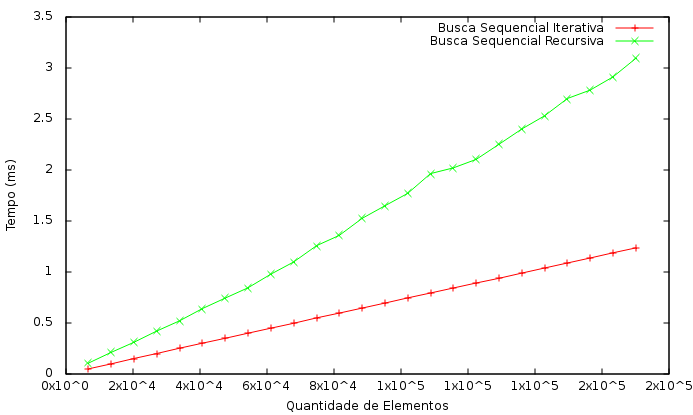 Busca Sequencial Iterativa
Busca Sequencial Recursiva
3.5
3
2.5
2
1.5
1
0.5
0
Tempo (ms)
0x10^0 2x10^4 4x10^4 6x10^4 8x10^4 1x10^5 1x10^5 1x10^5 2x10^5 2x10^5
Quantidade de Elementos